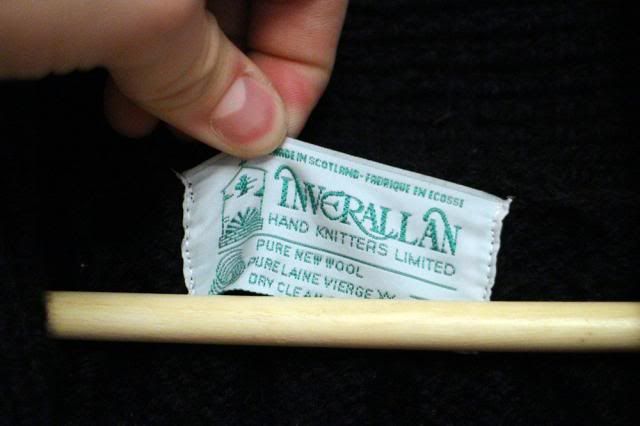 MADE IN SCOTLAND-FABRIQUE EN ECOSSE
INVERALLAN
HAND KNITTERS LIMITED
PURE NEW WOOL
PURE LAINE VIERGE
DRY CLEAN